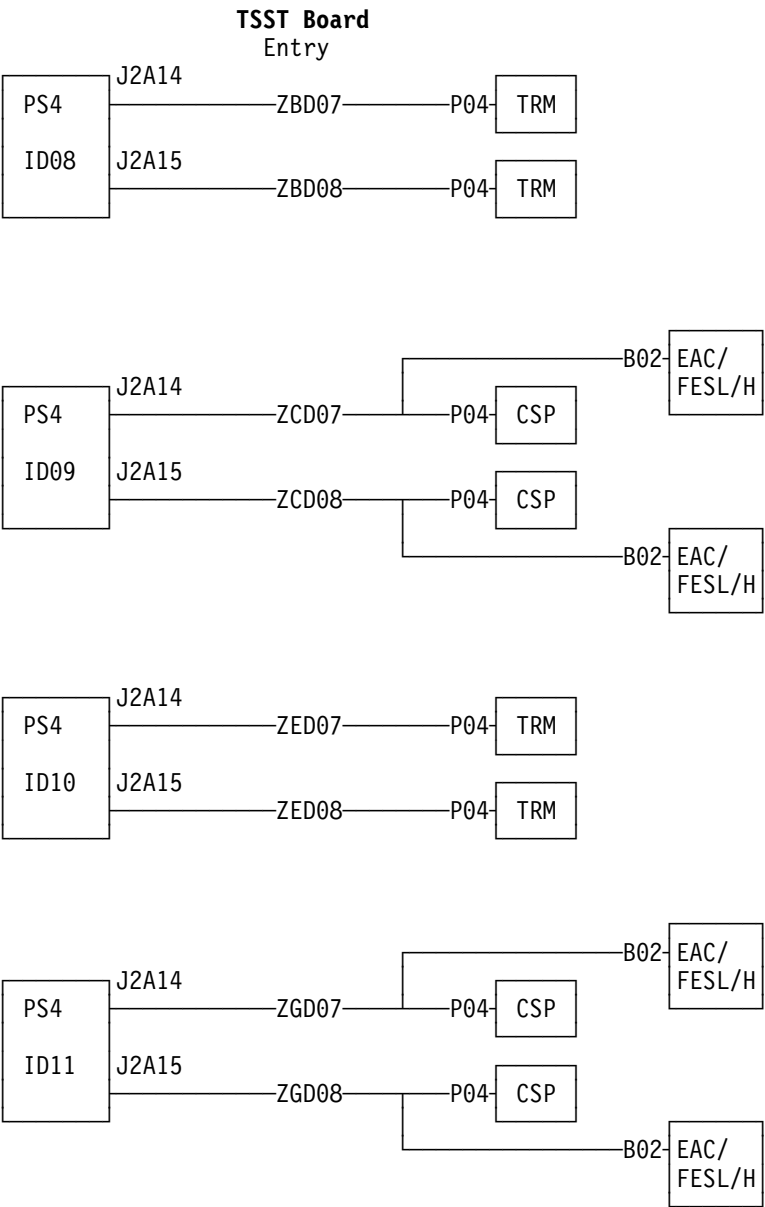 TSST Board
Entry
J2A14
PS4 ZBD07 P04 TRM
ID08 J2A15
ZBD08 P04 TRM
B02 EAC/
J2A14 FESL/H
PS4 ZCD07 P04 CSP
ID09 J2A15
ZCD08 P04 CSP
B02 EAC/
FESL/H
J2A14
PS4 ZED07 P04 TRM
ID10 J2A15
ZED08 P04 TRM
B02 EAC/
J2A14 FESL/H
PS4 ZGD07 P04 CSP
ID11 J2A15
ZGD08 P04 CSP
B02 EAC/
FESL/H